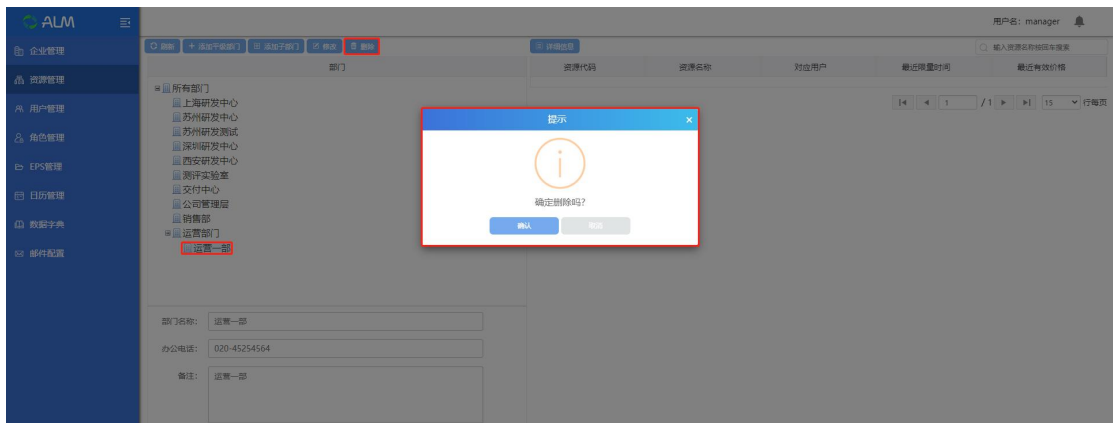 ALM
用户名: manager
企业管理
资源管理
用户管理
角色管理
EPS管理
日历管理
数据字典
邮件配置
刷新 + 添加平级部门 添加子部门 修改 删除
部门
所有部门
上海研发中心
苏州研发中心
苏州研发测试
深圳研发中心
西安研发中心
测评实验室
交付中心
公司管理层
销售部
运营部门
运营一部
部门名称: 运营一部
办公电话: 020-45254564
备注: 运营一部
详细信息
输入资源名称按回车搜索
资源代码 资源名称 对应用户 最近限量时间 最近有效价格
1 / 1 15 行每页
提示 ×
确定删除吗?
确认 取消